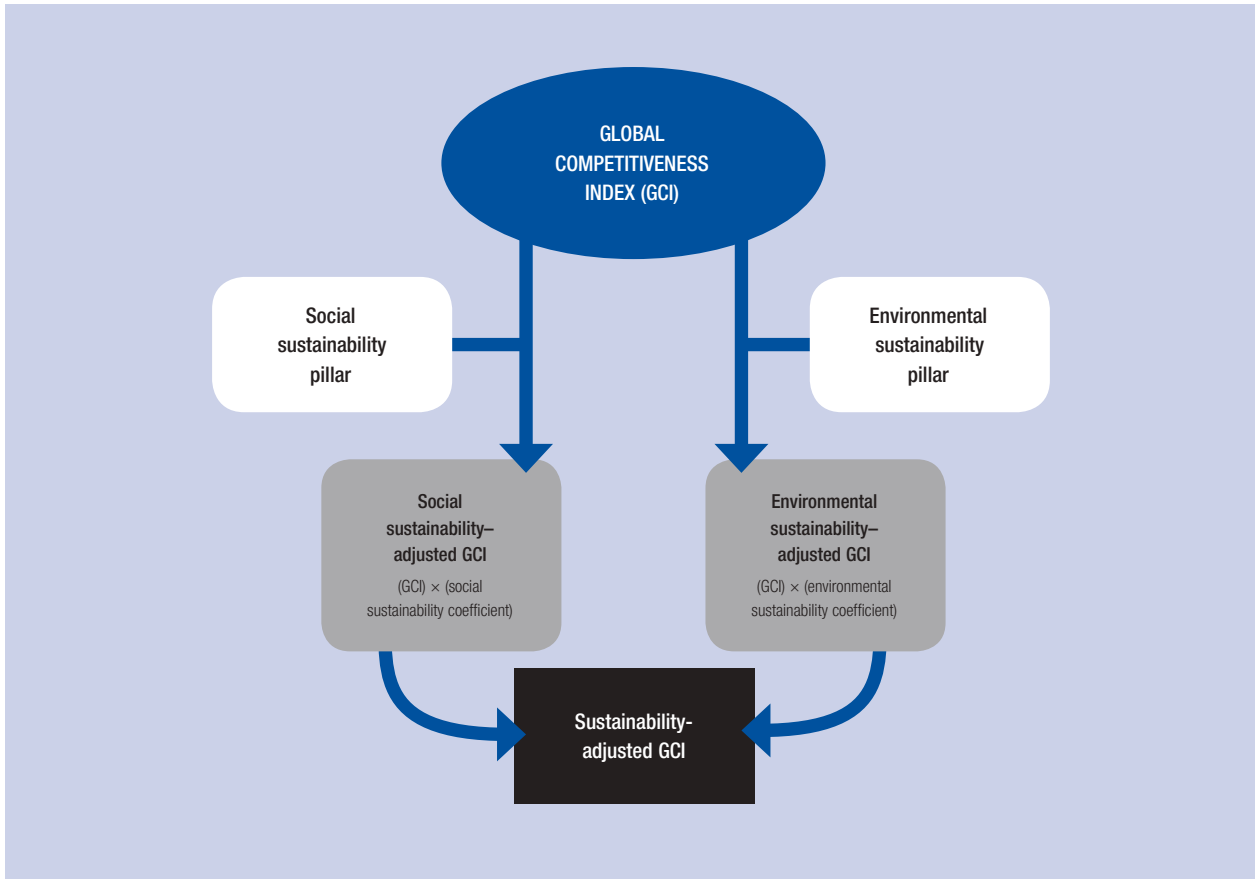 GLOBAL
COMPETITIVENESS
INDEX (GCI)
Social
sustainability
pillar
Environmental
sustainability
pillar
Social
sustainability–
adjusted GCI
(GCI) × (social
sustainability coefficient)
Environmental
sustainability–
adjusted GCI
(GCI) × (environmental
sustainability coefficient)
Sustainability-
adjusted GCI